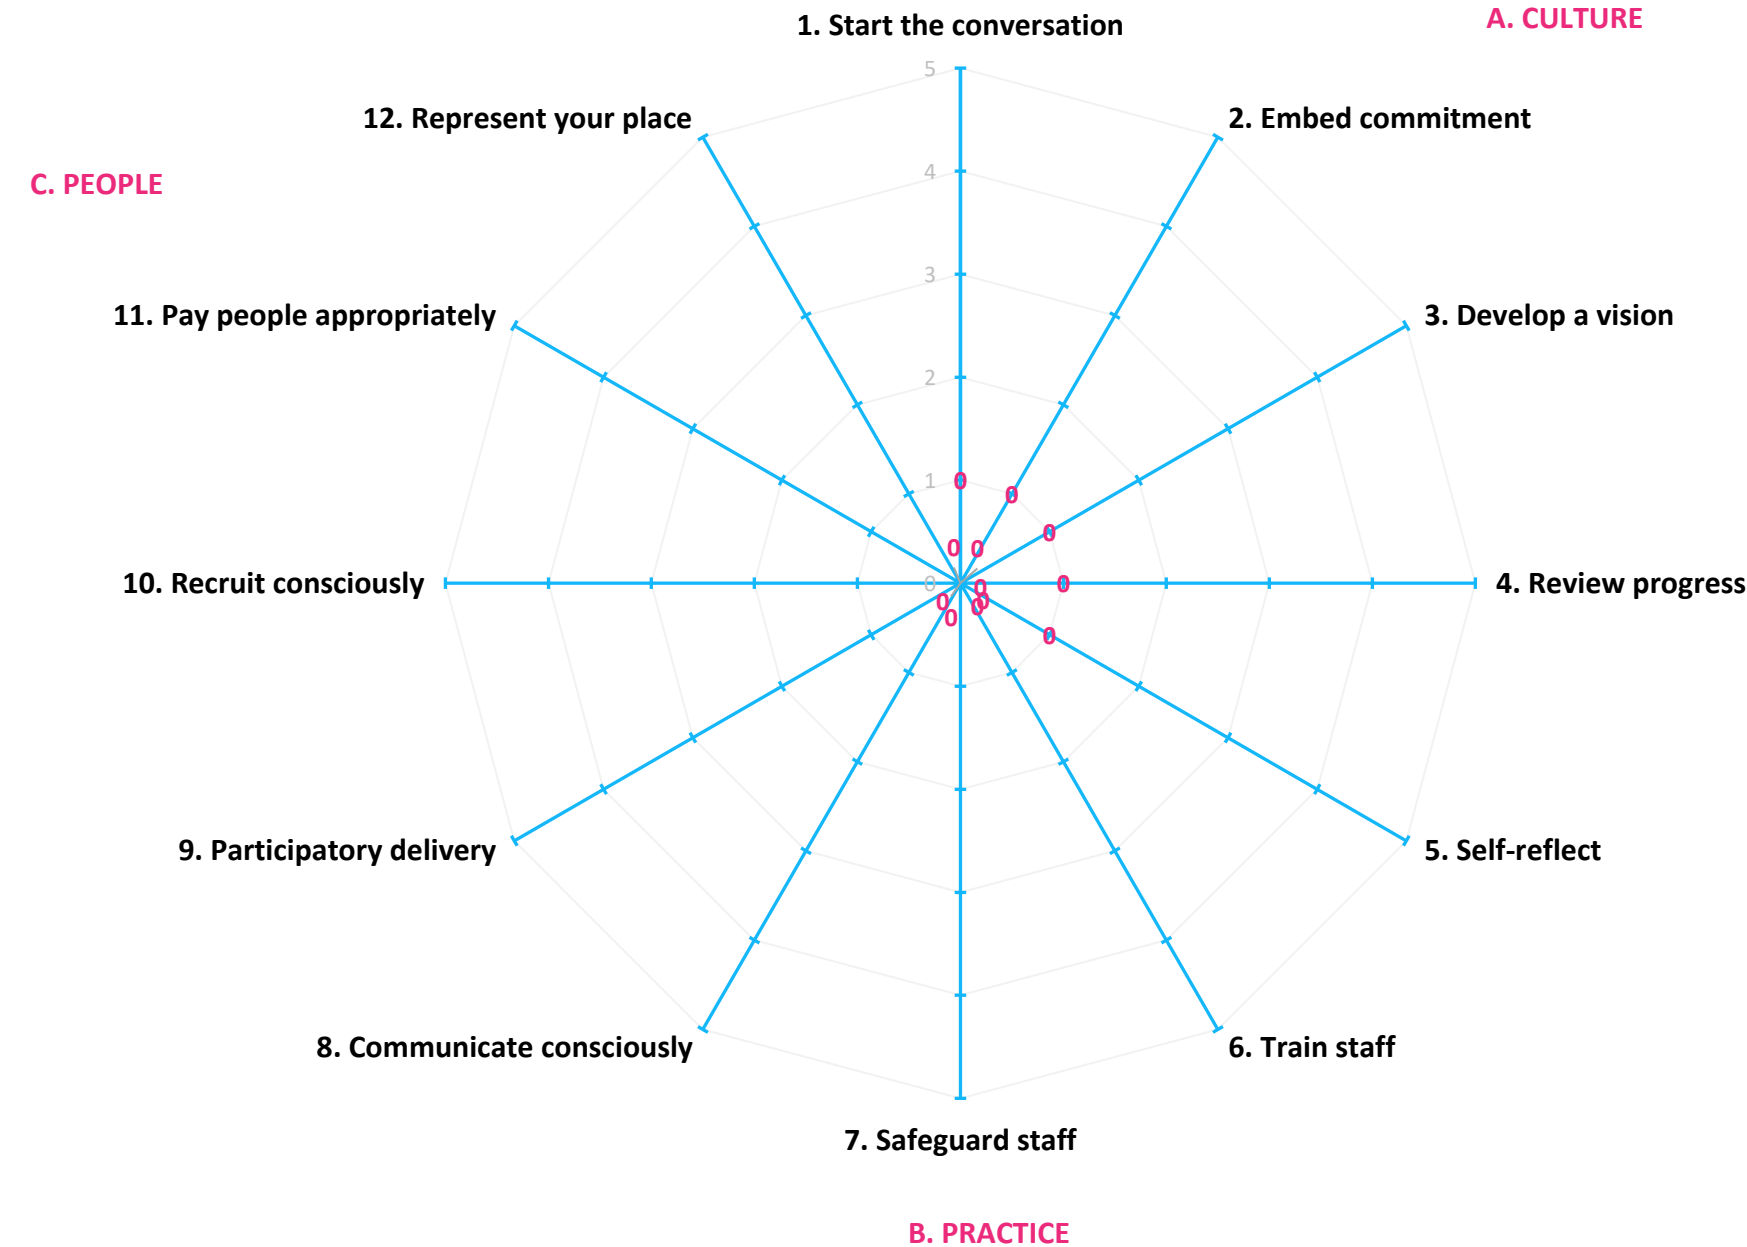 1. Start the conversation
A. CULTURE
5
12. Represent your place
2. Embed commitment
4
C. PEOPLE
3
11. Pay people appropriately
3. Develop a vision
2
1
0
0
0
0
0
10. Recruit consciously
0
0
0
4. Review progress
0
0
0
0
0
9. Participatory delivery
5. Self-reflect
8. Communicate consciously
6. Train staff
7. Safeguard staff
B. PRACTICE